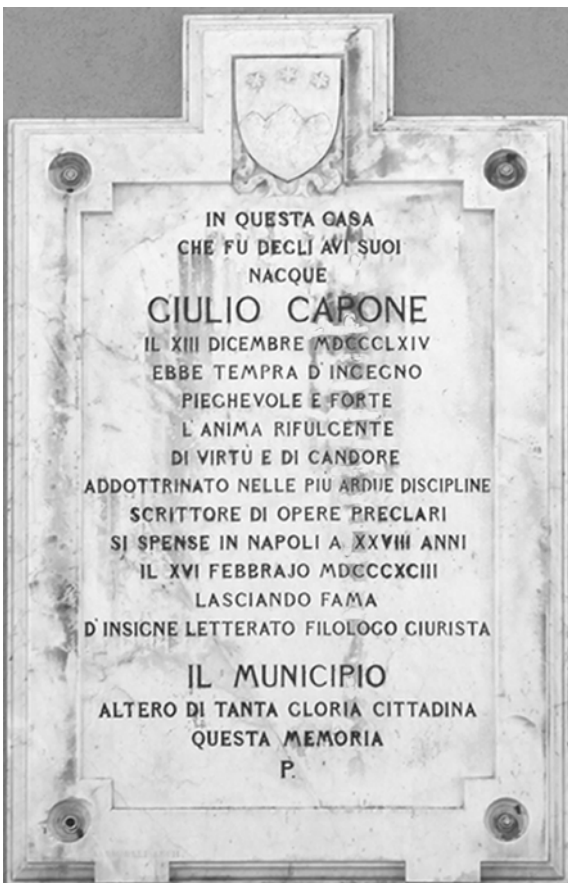 IN QUESTA CASA
CHE FU DEGLI AVI SUOI
NACQUE
GIULIO CAPONE
IL XIII DICEMBRE MDCCCLXIV
EBBE TEMPRA D'INGEGNO
PIEGHEVOLE E FORTE
L'ANIMA RIFULGENTE
DI VIRTÙ E DI CANDORE
ADDOTTRINATO NELLE PIÙ ARDUE DISCIPLINE
SCRITTORE DI OPERE PRECLARI
SI SPENSE IN NAPOLI A XXVIII ANNI
IL XVI FEBBRAJO MDCCCXCIII
LASCIANDO FAMA
D'INSIGNE LETTERATO FILOLOGO GIURISTA
IL MUNICIPIO
ALTERO DI TANTA GLORIA CITTADINA
QUESTA MEMORIA
P.